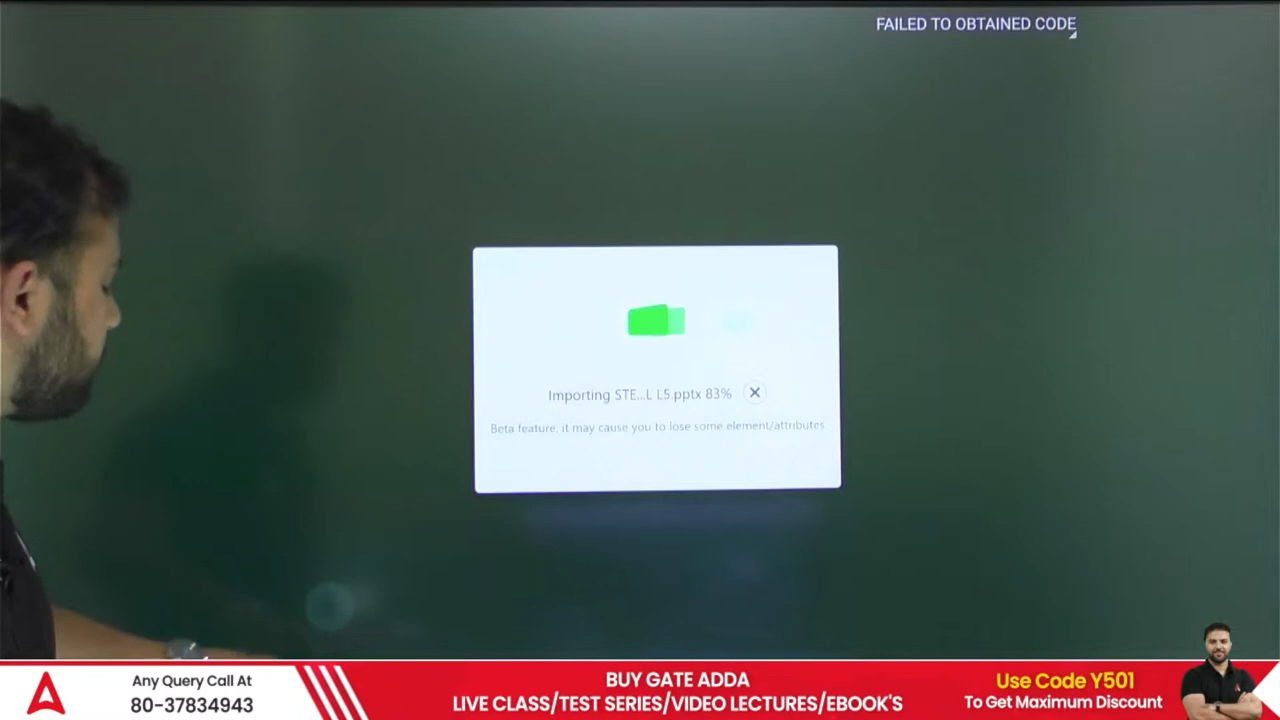 FAILED TO OBTAINED CODE
Importing STE...L L5.pptx 83%
Beta feature, it may cause you to lose some element/attributes.
Any Query Call At
80-37834943
BUY GATE ADDA
LIVE CLASS/TEST SERIES/VIDEO LECTURES/EBOOK'S
Use Code Y501
To Get Maximum Discount